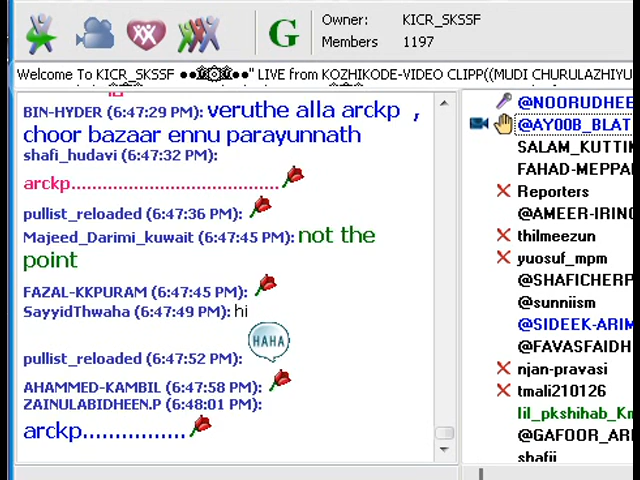 G
Owner: KICR_SKSSF
Members 1197
Welcome To KICR_SKSSF ●●۞●●" LIVE from KOZHIKODE-VIDEO CLIPP((MUDI CHURULAZHIYU
BIN-HYDER (6:47:29 PM): veruthe alla arckp ,
choor bazaar ennu parayunnath
shafi_hudavi (6:47:32 PM):
arckp.........................................
pullist_reloaded (6:47:36 PM):
Majeed_Darimi_kuwait (6:47:45 PM): not the
point
FAZAL-KKPURAM (6:47:45 PM):
SayyidThwaha (6:47:49 PM): hi
HAHA
pullist_reloaded (6:47:52 PM):
AHAMMED-KAMBIL (6:47:58 PM):
ZAINULABIDHEEN.P (6:48:01 PM):
arckp................
@NOORUDHEE
@AYOOB_BLAT
SALAM_KUTTIK
FAHAD-MEPPA
Reporters
@AMEER-IRING
thilmeezun
yuosuf_mpm
@SHAFICHERP
@sunniism
@SIDEEK-ARIM
@FAVASFAIDH
njan-pravasi
tmali210126
lil_pkshihab_Kn
@GAFOOR_ARI
shafii